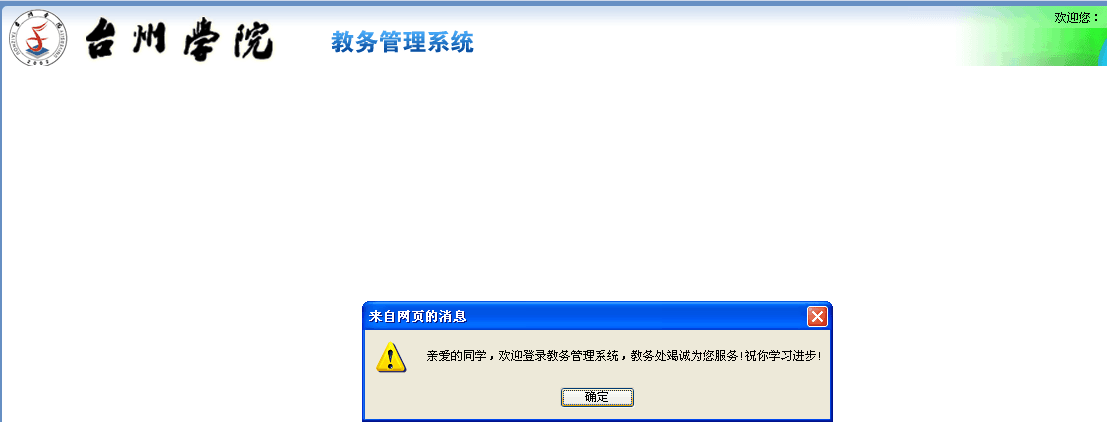 台州学院
教务管理系统
欢迎您：
来自网页的消息
亲爱的同学，欢迎登录教务管理系统，教务处竭诚为您服务!祝你学习进步!
确定